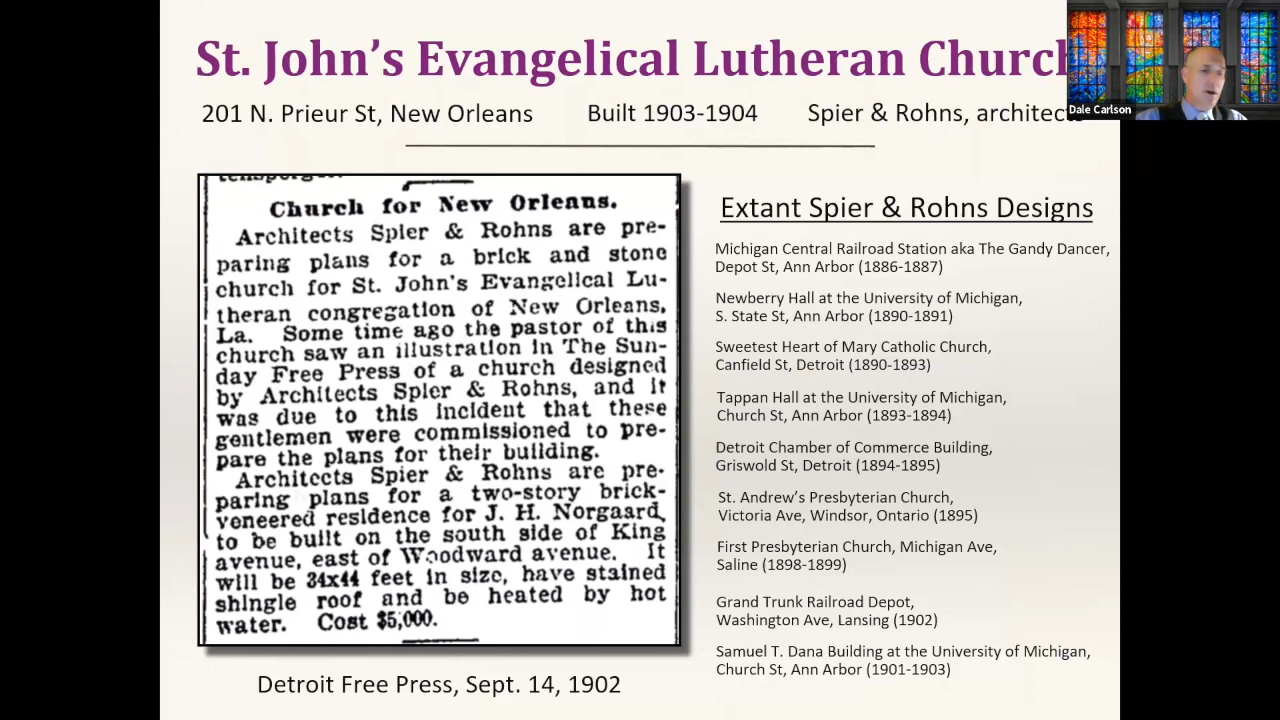 St. John's Evangelical Lutheran Church
201 N. Prieur St, New Orleans Built 1903-1904 Spier & Rohns, architects
Dale Carlson
Church for New Orleans.
Architects Spier & Rohns are pre-
paring plans for a brick and stone
church for St. John's Evangelical Lu-
theran congregation of New Orleans,
La. Some time ago the pastor of this
church saw an illustration in The Sun-
day Free Press of a church designed
by Architects Spier & Rohns, and it
was due to this incident that these
gentlemen were commissioned to pre-
pare the plans for their building.
Architects Spier & Rohns are pre-
paring plans for a two-story brick-
veneered residence for J. H. Norgaard,
to be built on the south side of King
avenue, east of Woodward avenue. It
will be 34x44 feet in size, have stained
shingle roof and be heated by hot
water. Cost $5,000.
Detroit Free Press, Sept. 14, 1902
Extant Spier & Rohns Designs
Michigan Central Railroad Station aka The Gandy Dancer,
Depot St, Ann Arbor (1886-1887)
Newberry Hall at the University of Michigan,
S. State St, Ann Arbor (1890-1891)
Sweetest Heart of Mary Catholic Church,
Canfield St, Detroit (1890-1893)
Tappan Hall at the University of Michigan,
Church St, Ann Arbor (1893-1894)
Detroit Chamber of Commerce Building,
Griswold St, Detroit (1894-1895)
St. Andrew's Presbyterian Church,
Victoria Ave, Windsor, Ontario (1895)
First Presbyterian Church, Michigan Ave,
Saline (1898-1899)
Grand Trunk Railroad Depot,
Washington Ave, Lansing (1902)
Samuel T. Dana Building at the University of Michigan,
Church St, Ann Arbor (1901-1903)